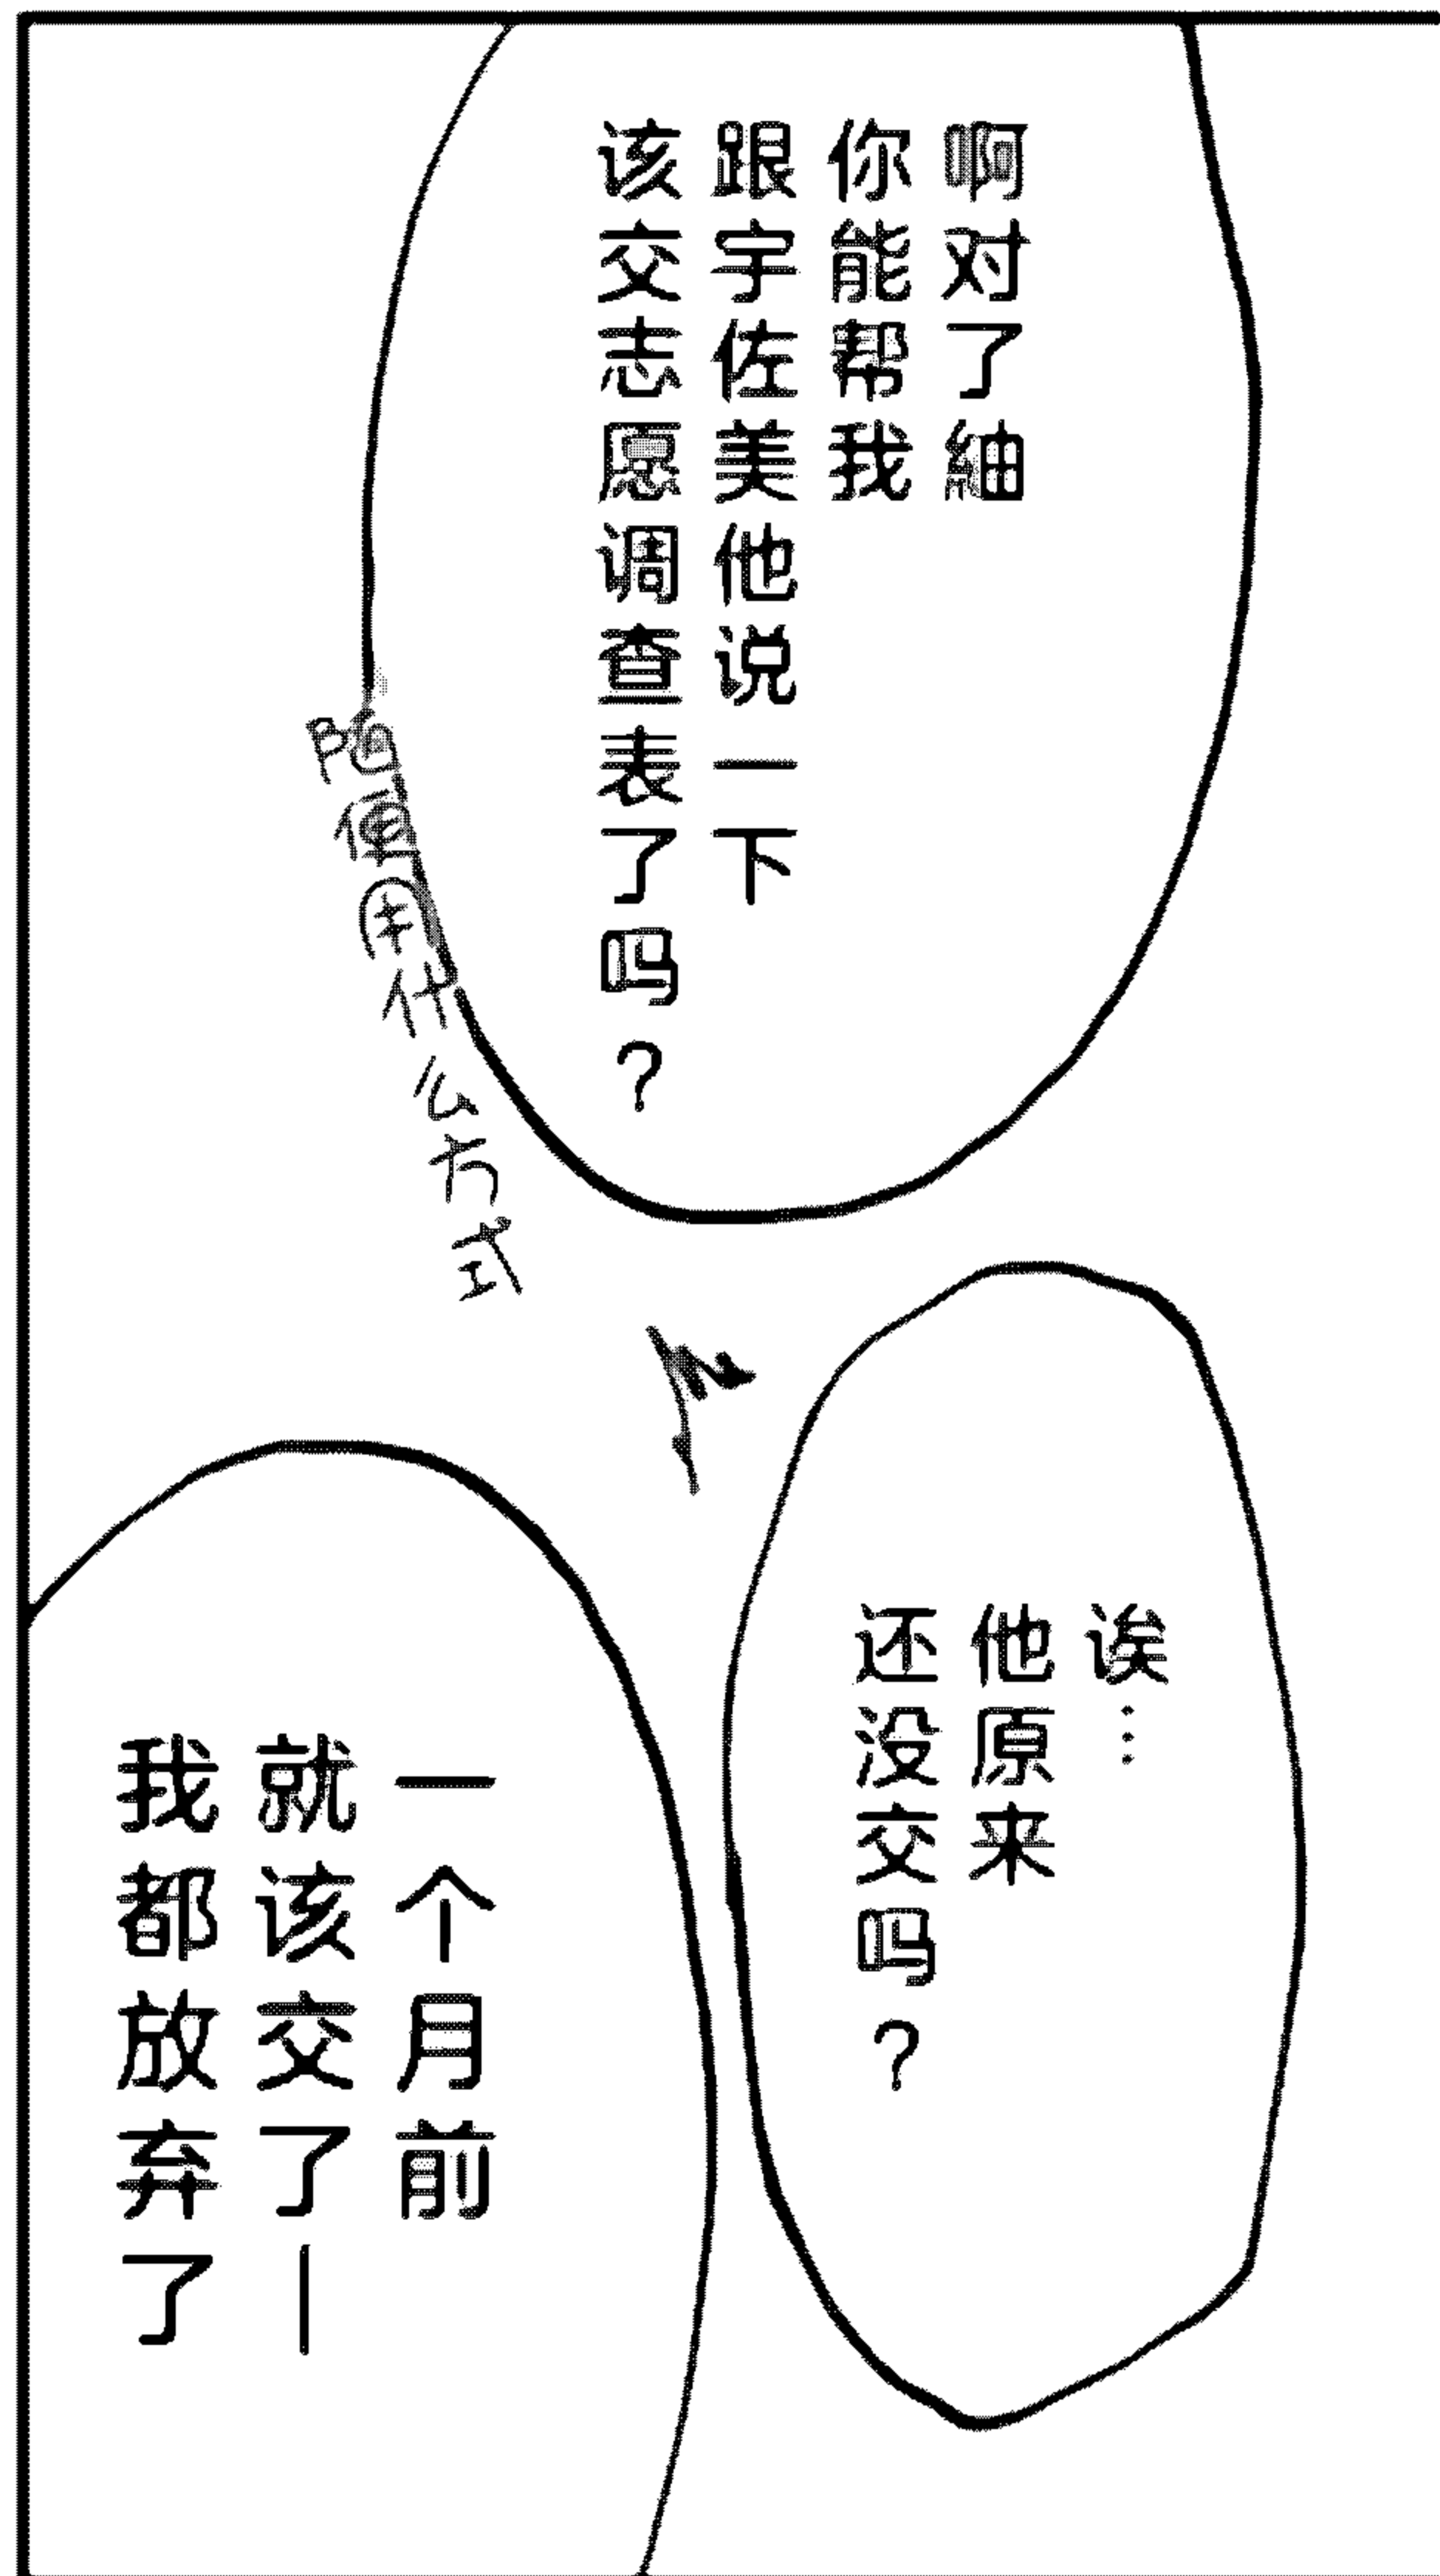 啊对了紬
你能帮我
跟宇佐美他说一下
该交志愿调查表了吗？
随便用什么方式
诶…
他原来
还没交吗？
一个月前
就该交了—
我都放弃了